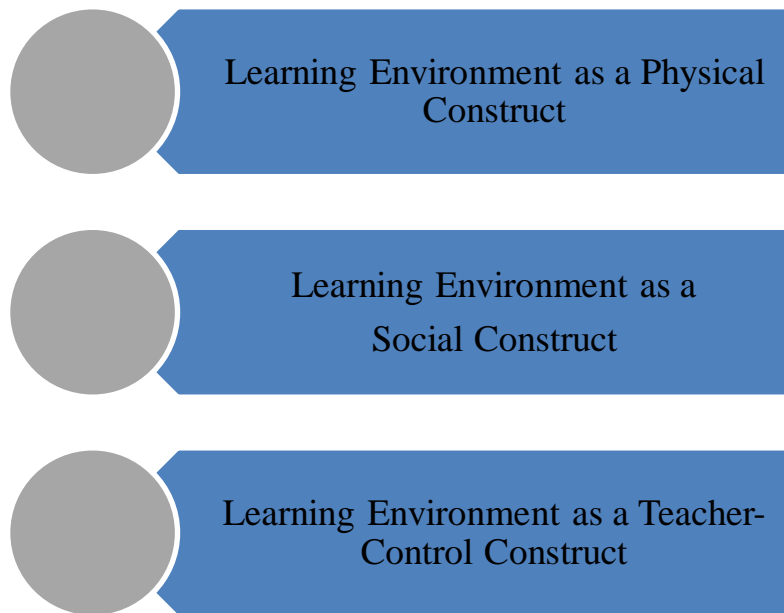 Learning Environment as a Physical
Construct
Learning Environment as a
Social Construct
Learning Environment as a Teacher-
Control Construct